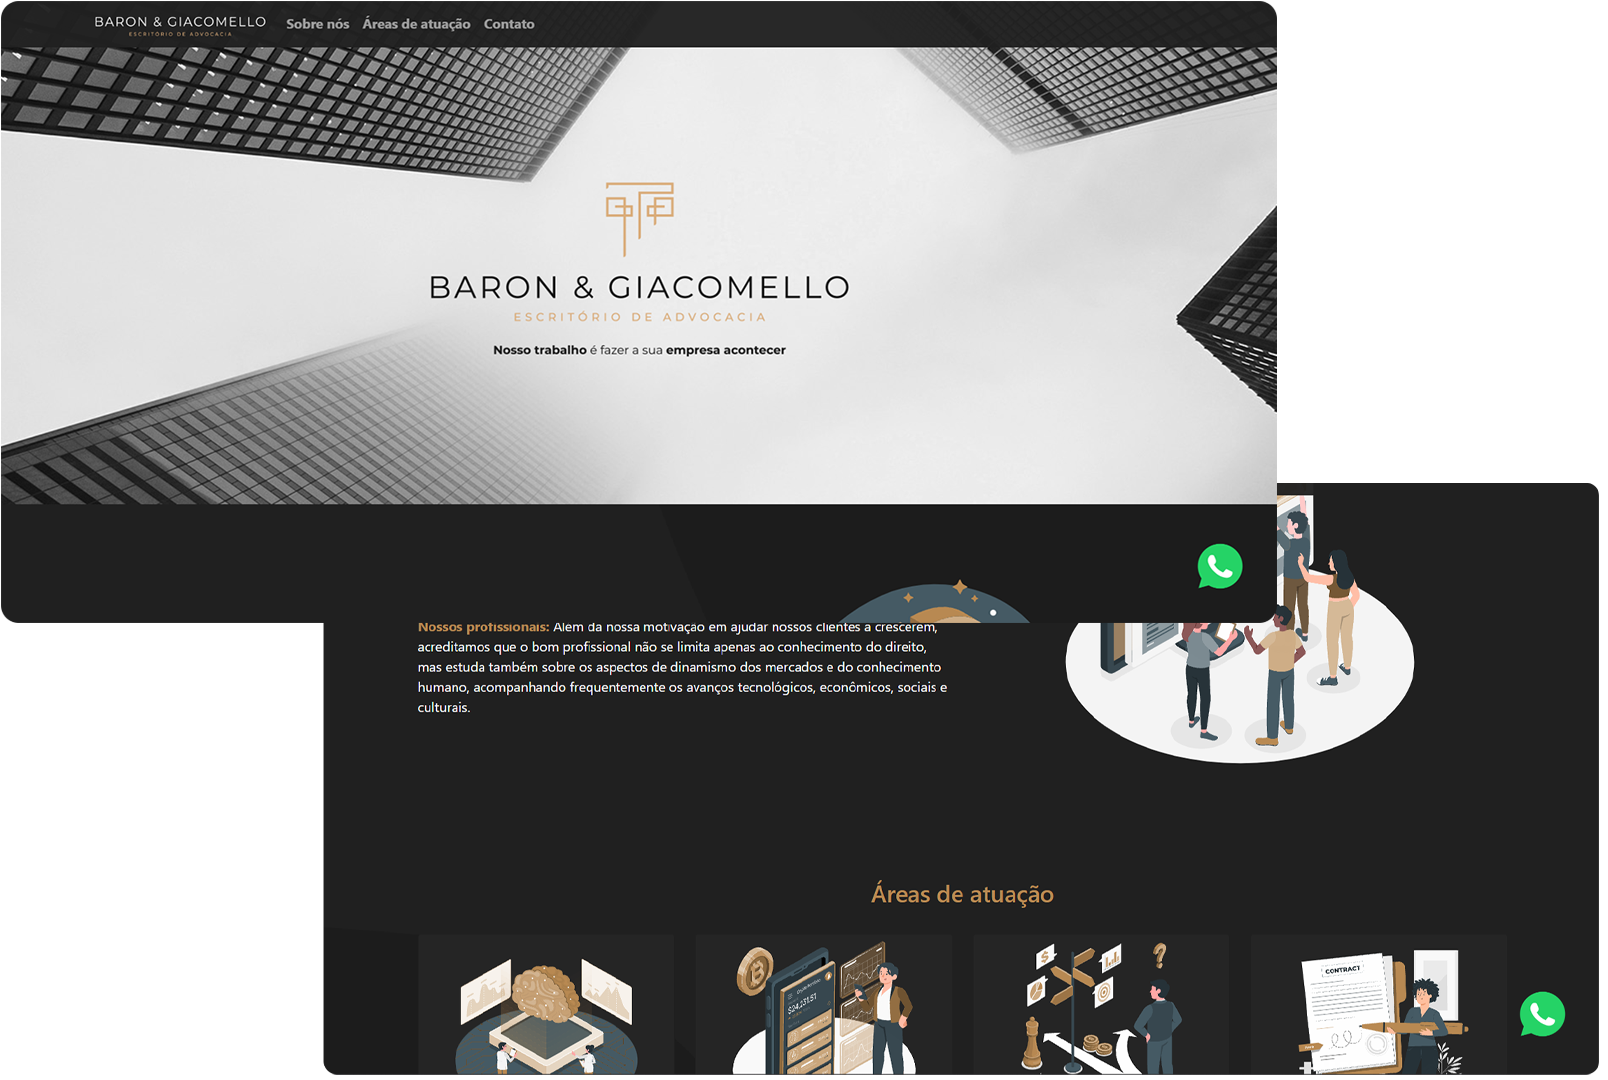 BARON & GIACOMELLO
ESCRITÓRIO DE ADVOCACIA
Sobre nós Áreas de atuação Contato
BARON & GIACOMELLO
ESCRITÓRIO DE ADVOCACIA
Nosso trabalho é fazer a sua empresa acontecer
Nossos profissionais: Além da nossa motivação em ajudar nossos clientes a crescerem,
acreditamos que o bom profissional não se limita apenas ao conhecimento do direito,
mas estuda também sobre os aspectos de dinamismo dos mercados e do conhecimento
humano, acompanhando frequentemente os avanços tecnológicos, econômicos, sociais e
culturais.
Áreas de atuação
$24,231.51
CONTRACT